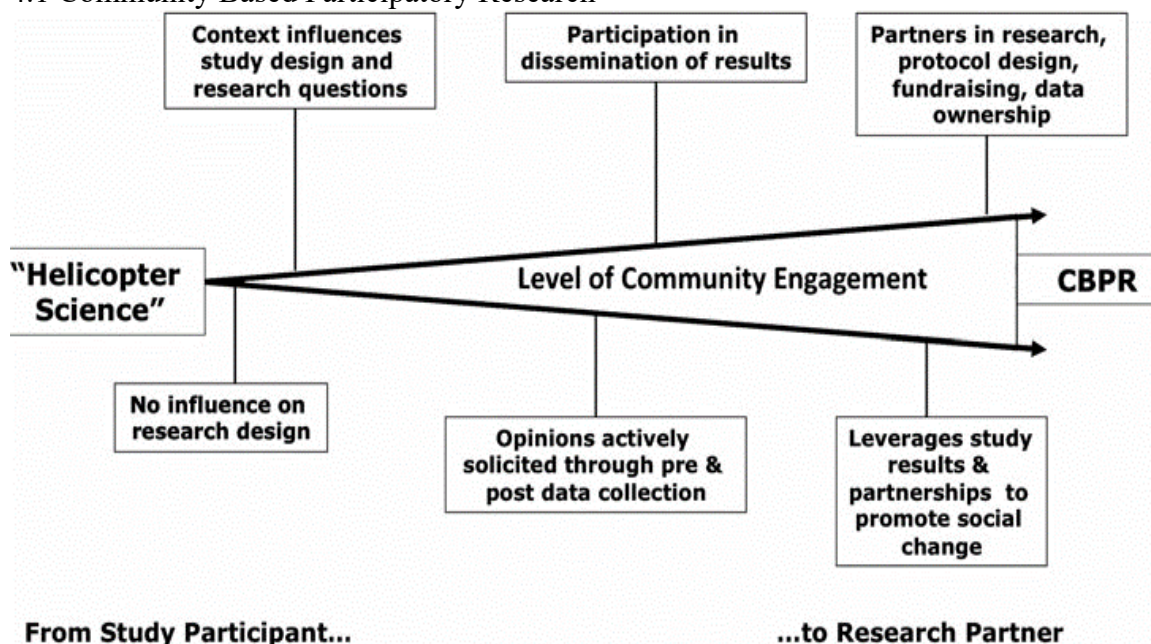 4.1 Community Based Participatory Research
Context influences
study design and
research questions
Participation in
dissemination of results
Partners in research,
protocol design,
fundraising, data
ownership
"Helicopter
Science"
Level of Community Engagement
CBPR
No influence on
research design
Opinions actively
solicited through pre &
post data collection
Leverages study
results &
partnerships to
promote social
change
From Study Participant...
...to Research Partner